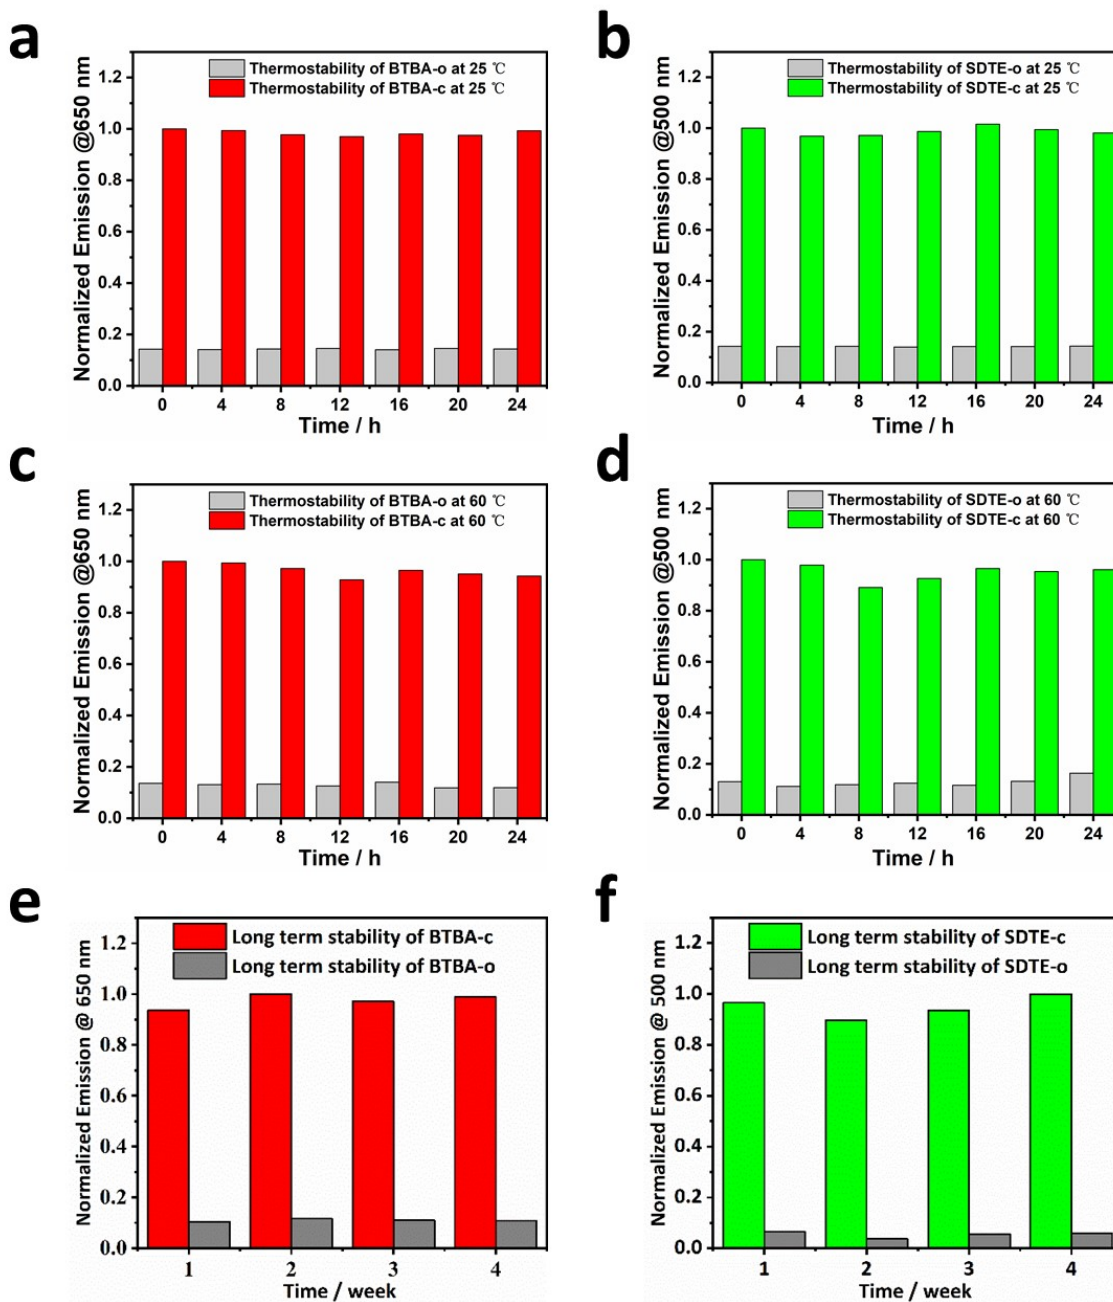 a
Thermostability of BTBA-o at 25 ℃
Thermostability of BTBA-c at 25 ℃
Normalized Emission @650 nm
1.2
1.0
0.8
0.6
0.4
0.2
0.0
0 4 8 12 16 20 24
Time / h
b
Thermostability of SDTE-o at 25 ℃
Thermostability of SDTE-c at 25 ℃
Normalized Emission @500 nm
1.2
1.0
0.8
0.6
0.4
0.2
0.0
0 4 8 12 16 20 24
Time / h
c
Thermostability of BTBA-o at 60 ℃
Thermostability of BTBA-c at 60 ℃
Normalized Emission @650 nm
1.2
1.0
0.8
0.6
0.4
0.2
0.0
0 4 8 12 16 20 24
Time / h
d
Thermostability of SDTE-o at 60 ℃
Thermostability of SDTE-c at 60 ℃
Normalized Emission @500 nm
1.2
1.0
0.8
0.6
0.4
0.2
0.0
0 4 8 12 16 20 24
Time / h
e
Long term stability of BTBA-c
Long term stability of BTBA-o
Normalized Emission @ 650 nm
1.2
1.0
0.8
0.6
0.4
0.2
0.0
1 2 3 4
Time / week
f
Long term stability of SDTE-c
Long term stability of SDTE-o
Normalized Emission @ 500 nm
1.2
1.0
0.8
0.6
0.4
0.2
0.0
1 2 3 4
Time / week